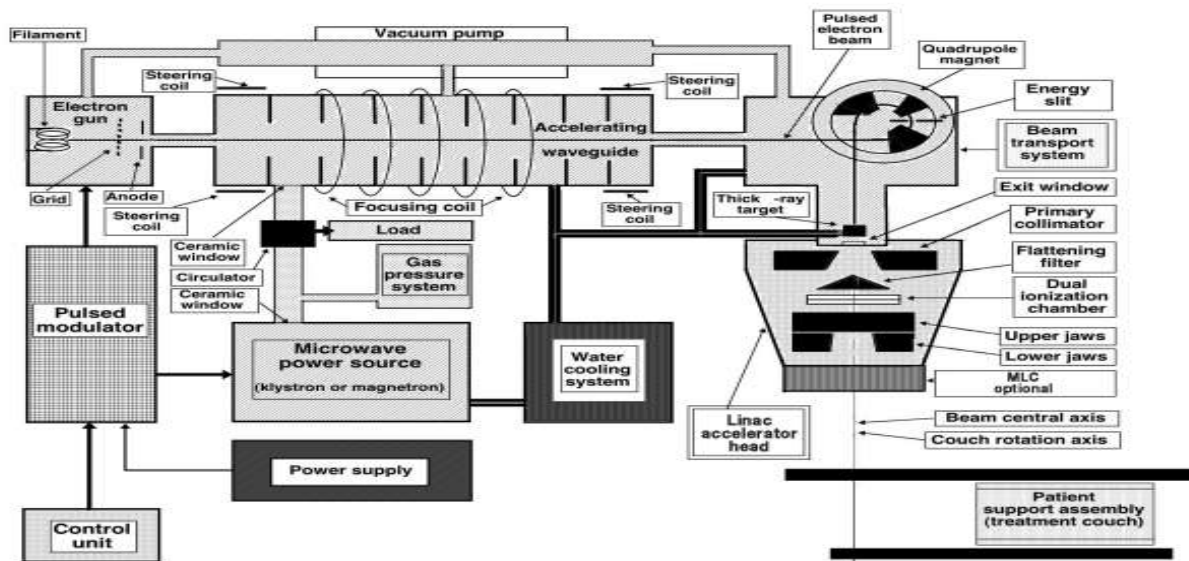 Filament
Vacuum pump
Pulsed
electron
beam
Quadrupole
magnet
Steering
coil
Steering
coil
Energy
slit
Electron
gun
Accelerating
waveguide
Beam
transport
system
Grid
Anode
Steering
coil
Focusing coil
Steering
coil
Thick -ray
target
Exit window
Primary
collimator
Load
Ceramic
window
Circulator
Ceramic
window
Gas
pressure
system
Flattening
filter
Dual
ionization
chamber
Pulsed
modulator
Microwave
power source
(klystron or magnetron)
Water
cooling
system
Upper jaws
Lower jaws
MLC
optional
Linac
accelerator
head
Beam central axis
Couch rotation axis
Power supply
Control
unit
Patient
support assembly
(treatment couch)